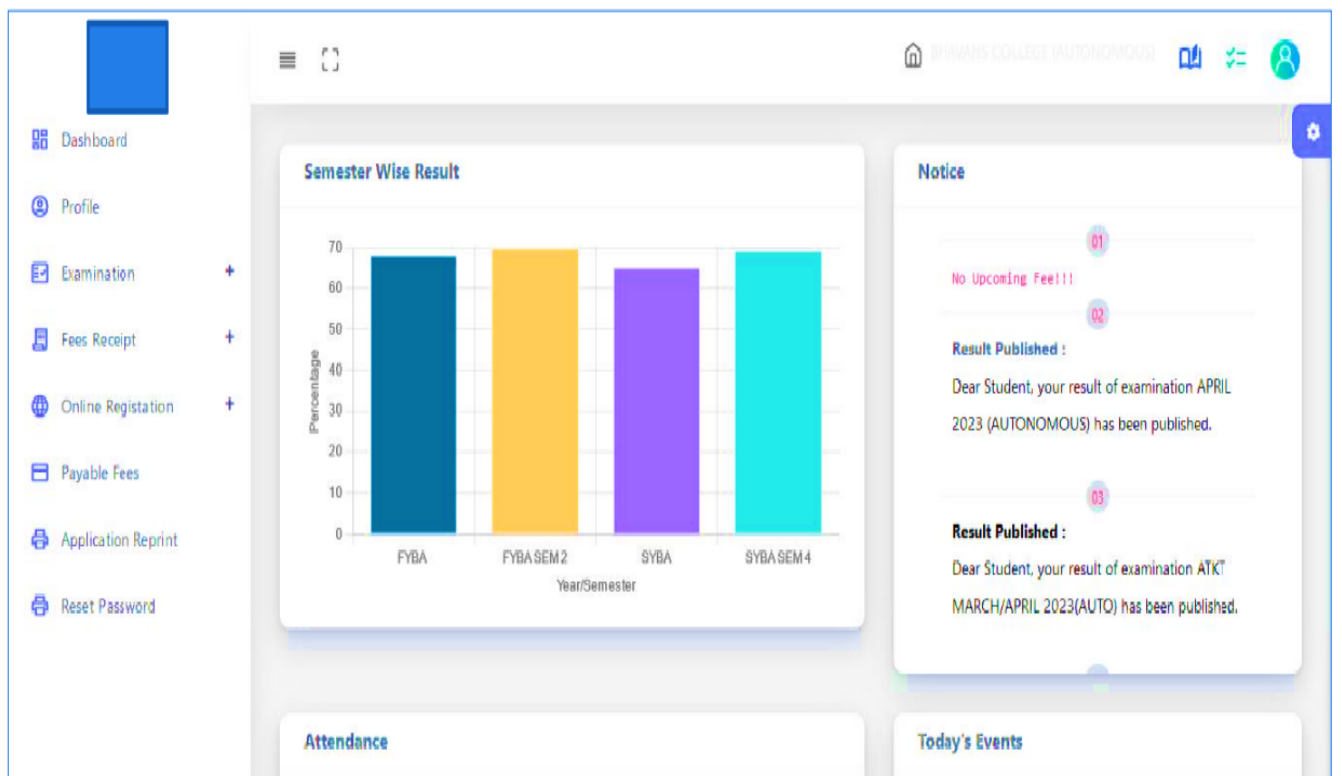 BHAVANS COLLEGE (AUTONOMOUS)
Dashboard
Profile
Examination +
Fees Receipt +
Online Registation +
Payable Fees
Application Reprint
Reset Password
Semester Wise Result
70
60
50
40
30
20
10
0
Percentage
FYBA FYBA SEM 2 SYBA SYBA SEM 4
Year/Semester
Notice
01
No Upcoming Fee!!!
02
Result Published :
Dear Student, your result of examination APRIL
2023 (AUTONOMOUS) has been published.
03
Result Published :
Dear Student, your result of examination ATKT
MARCH/APRIL 2023(AUTO) has been published.
Attendance
Today's Events